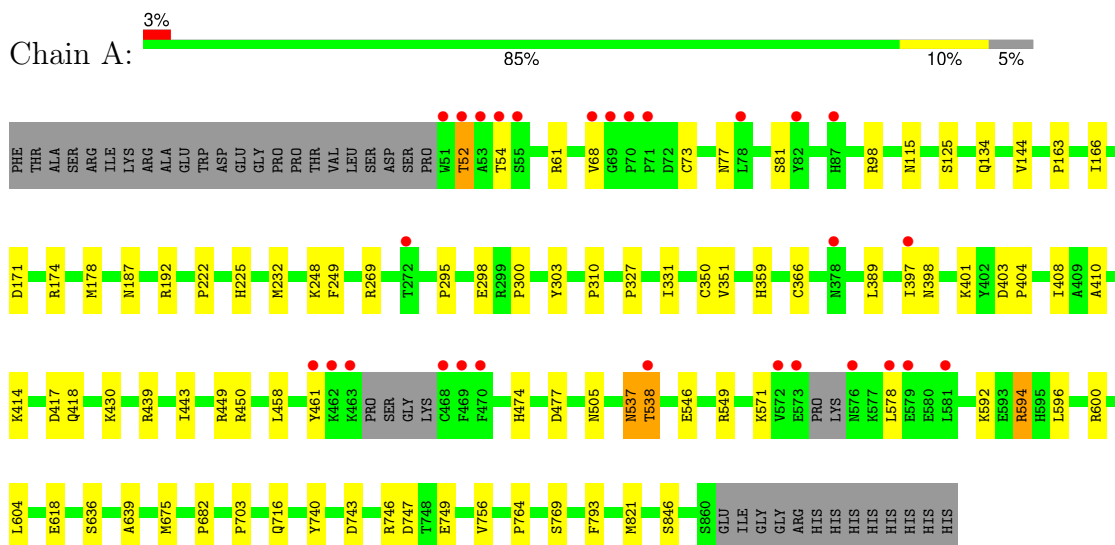 3%
Chain A:
85% 10% 5%
PHE THR ALA SER ARG ILE LYS ARG ALA GLU TRP ASP GLU GLY PRO PRO THR VAL LEU SER ASP SER PRO W51 T52 A53 T54 S55 R61 V68 G69 P70 P71 D72 C73 N77 L78 S81 Y82 H87 R98 N115 S125 Q134 V144 P163 I166
D171 R174 M178 N187 R192 P222 H225 M232 K248 F249 R269 T272 P295 E298 R299 P300 Y303 P310 P327 I331 C350 V351 H359 C366 N378 L389 I397 N398 K401 Y402 D403 P404 I408 A409 A410
K414 D417 Q418 K430 R439 I443 R449 R450 L458 Y461 K462 K463 PRO SER GLY LYS C468 F469 F470 H474 D477 N505 N537 T538 E546 R549 K571 V572 E573 PRO LYS N576 K577 L578 E579 E580 L581 K592 E593 R594 H595 L596 R600
L604 E618 S636 A639 M675 P682 P703 Q716 Y740 D743 R746 D747 T748 E749 V756 P764 S769 F793 M821 S846 S860 GLU ILE GLY GLY ARG HIS HIS HIS HIS HIS HIS HIS HIS